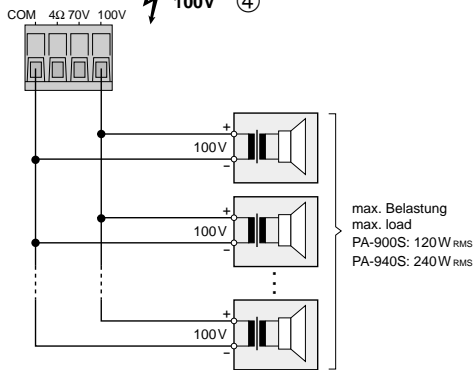 100V ④
COM 4Ω 70V 100V
+
100V
–
+
100V
–
+
100V
–
max. Belastung
max. load
PA-900S: 120 W RMS
PA-940S: 240 W RMS